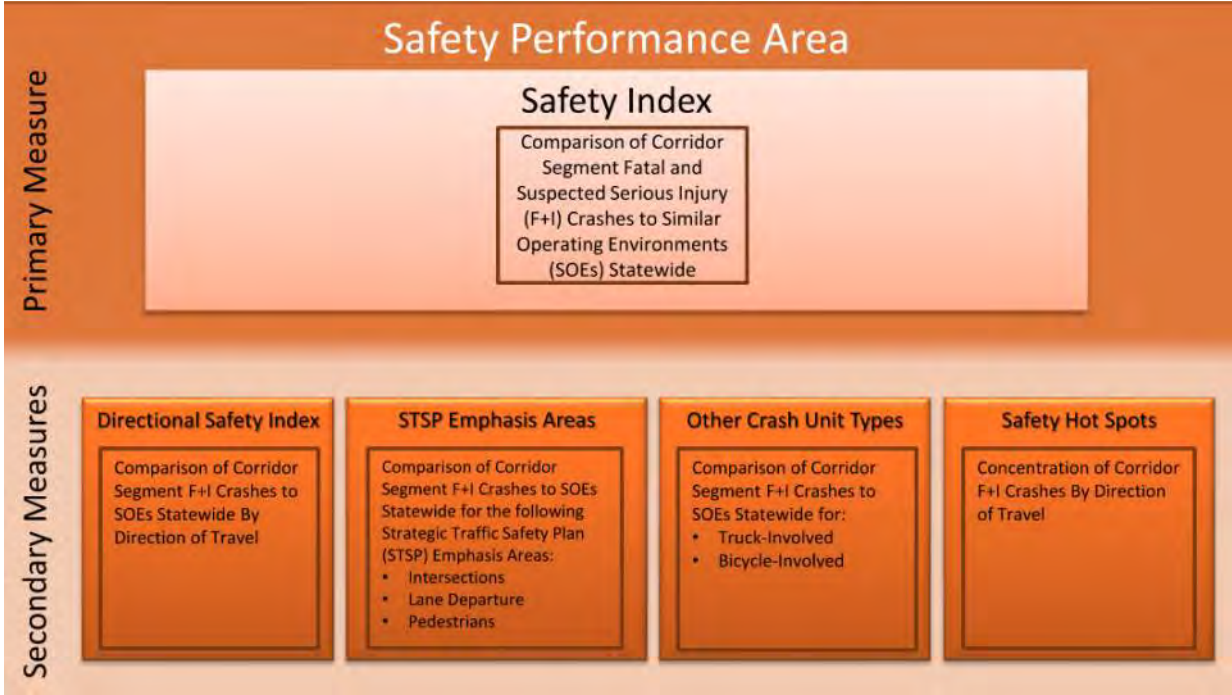 Safety Performance Area
Primary Measure
Safety Index
Comparison of Corridor
Segment Fatal and
Suspected Serious Injury
(F+I) Crashes to Similar
Operating Environments
(SOEs) Statewide
Secondary Measures
Directional Safety Index
Comparison of Corridor
Segment F+I Crashes to
SOEs Statewide By
Direction of Travel
STSP Emphasis Areas
Comparison of Corridor
Segment F+I Crashes to SOEs
Statewide for the following
Strategic Traffic Safety Plan
(STSP) Emphasis Areas:
• Intersections
• Lane Departure
• Pedestrians
Other Crash Unit Types
Comparison of Corridor
Segment F+I Crashes to
SOEs Statewide for:
• Truck-Involved
• Bicycle-Involved
Safety Hot Spots
Concentration of Corridor
F+I Crashes By Direction
of Travel